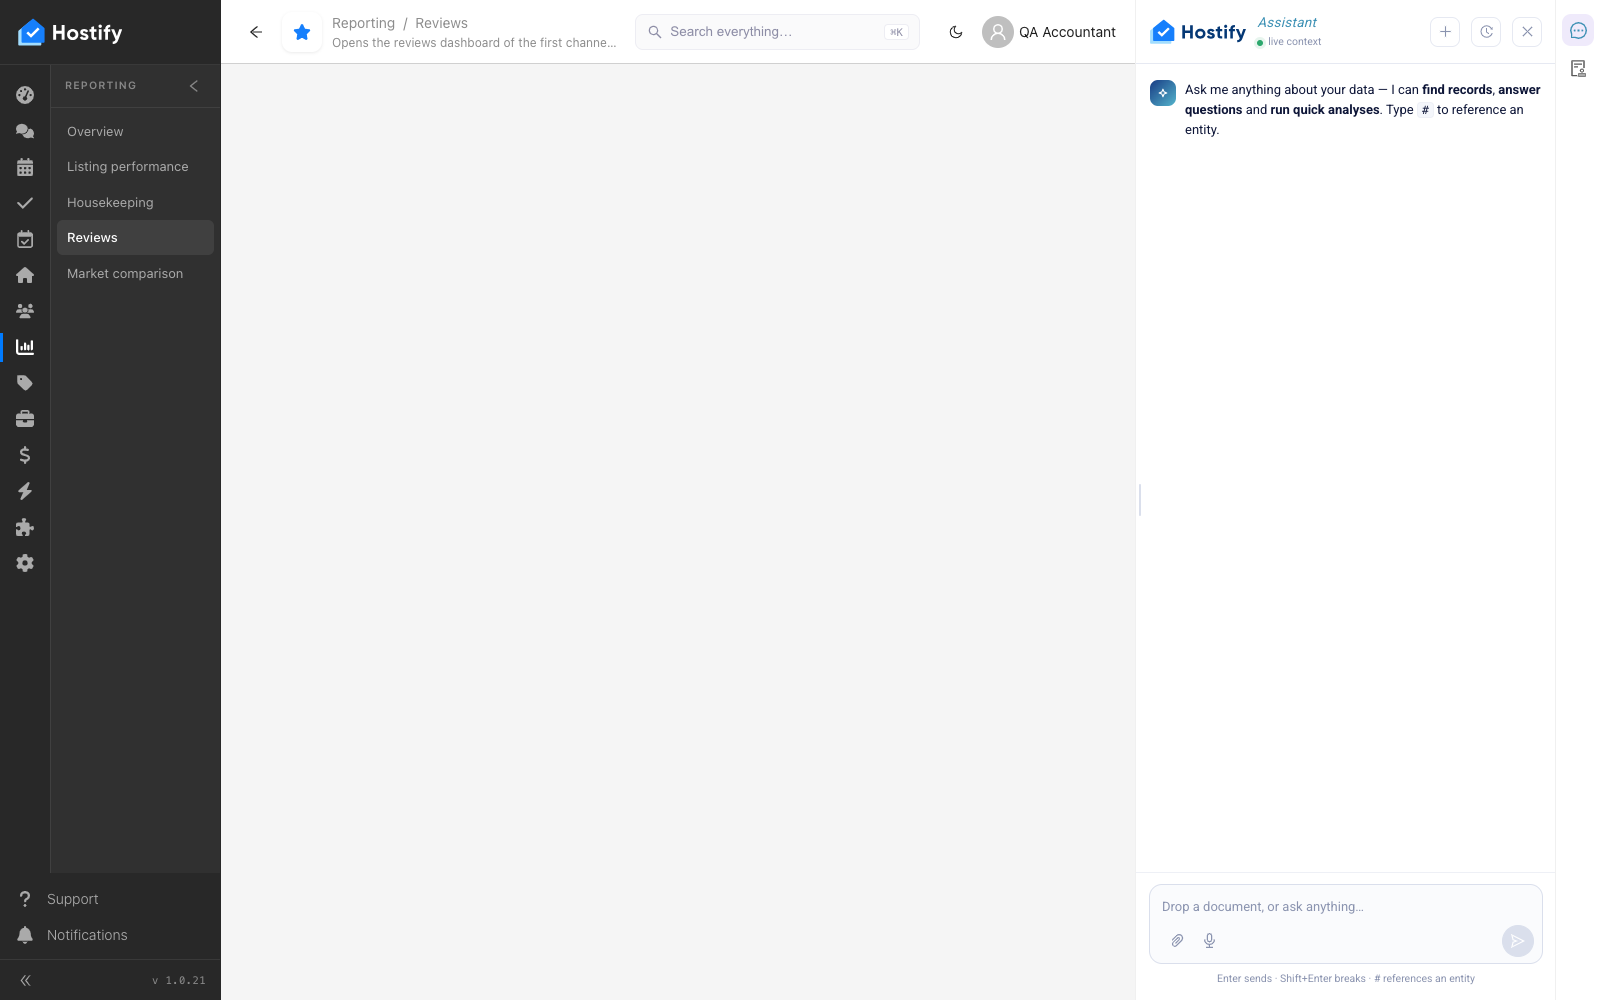 Hostify
REPORTING
Overview
Listing performance
Housekeeping
Reviews
Market comparison
Support
Notifications
v 1.0.21
Reporting / Reviews
Opens the reviews dashboard of the first channe...
Search everything...
⌘K
QA Accountant
Hostify
Assistant
live context
Ask me anything about your data — I can find records, answer
questions and run quick analyses. Type # to reference an
entity.
Drop a document, or ask anything...
Enter sends · Shift+Enter breaks · # references an entity